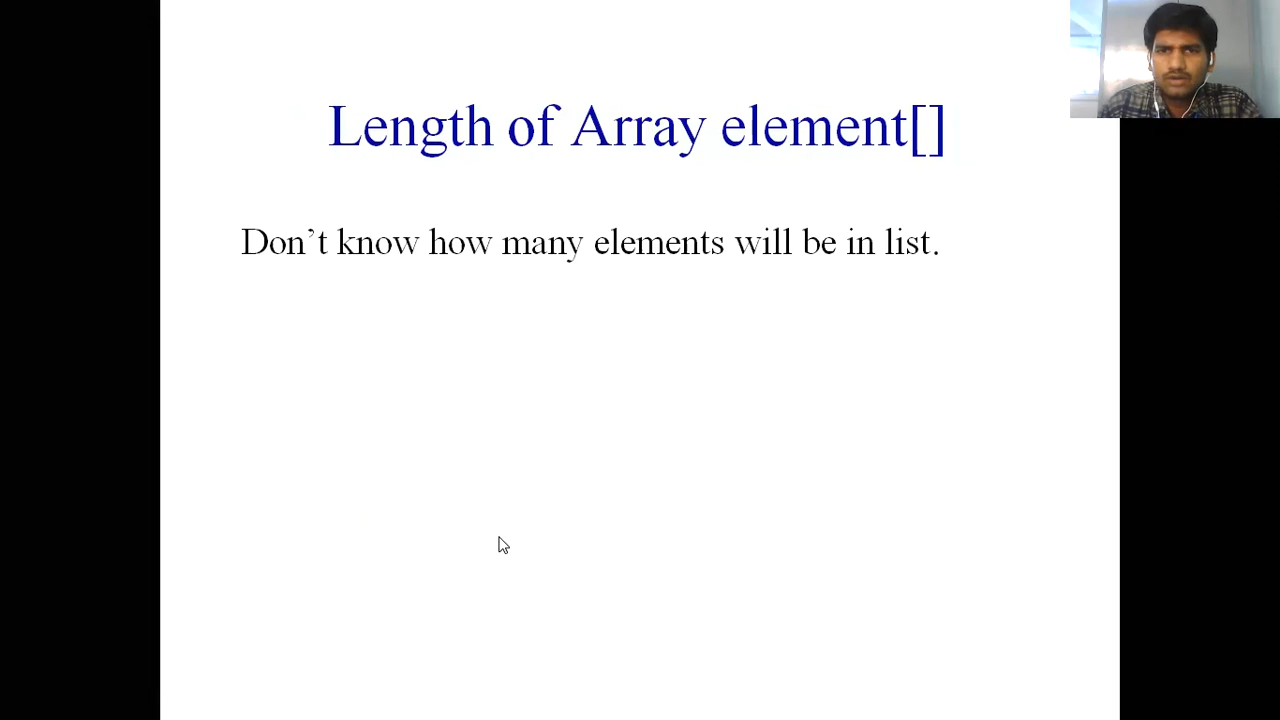 Length of Array element[]
Don’t know how many elements will be in list.